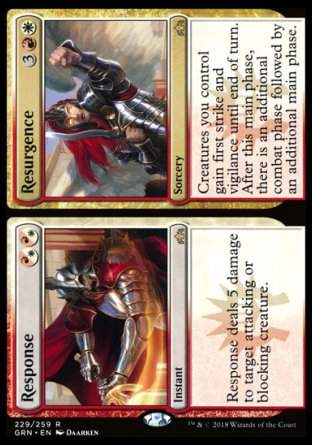 Response
Instant
Response deals 5 damage
to target attacking or
blocking creature.
Resurgence
3
Sorcery
Creatures you control
gain first strike and
vigilance until end of turn.
After this main phase,
there is an additional
combat phase followed by
an additional main phase.
229/259 R
GRN • EN Daarken
™ & © 2018 Wizards of the Coast